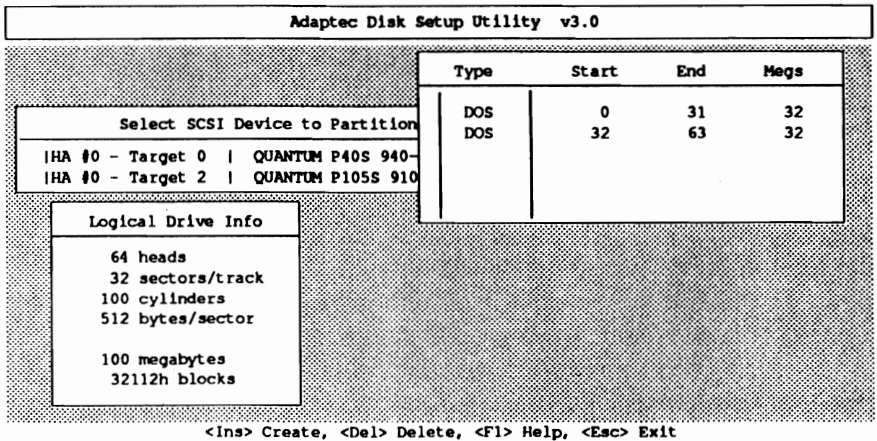 Adaptec Disk Setup Utility v3.0
Type Start End Megs
DOS 0 31 32
DOS 32 63 32
Select SCSI Device to Partition
|HA #0 - Target 0 | QUANTUM P40S 940-
|HA #0 - Target 2 | QUANTUM P105S 910
Logical Drive Info
64 heads
32 sectors/track
100 cylinders
512 bytes/sector
100 megabytes
32112h blocks
<Ins> Create, <Del> Delete, <F1> Help, <Esc> Exit